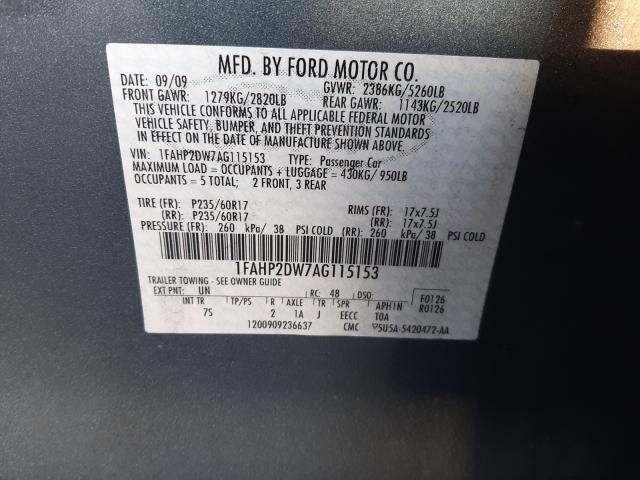 MFD. BY FORD MOTOR CO.
DATE: 09/09 GVWR: 2386KG/5260LB
FRONT GAWR: 1279KG/2820LB REAR GAWR: 1143KG/2520LB
THIS VEHICLE CONFORMS TO ALL APPLICABLE FEDERAL MOTOR
VEHICLE SAFETY, BUMPER, AND THEFT PREVENTION STANDARDS
IN EFFECT ON THE DATE OF MANUFACTURE SHOWN ABOVE.
VIN: 1FAHP2DW7AG115153 TYPE: Passenger Car
MAXIMUM LOAD = OCCUPANTS + LUGGAGE = 430KG/ 950LB
OCCUPANTS = 5 TOTAL; 2 FRONT, 3 REAR
TIRE (FR): P235/60R17 RIMS (FR): 17x7.5J
(RR): P235/60R17 (RR): 17x7.5J
PRESSURE (FR): 260 kPa/ 38 PSI COLD (RR): 260 kPa/ 38 PSI COLD
1FAHP2DW7AG115153
TRAILER TOWING - SEE OWNER GUIDE
EXT PNT: UN RC: 48 DSO: F0126
INT TR TP/PS R AXLE TR SPR APH1N R0126
7S 2 1A J EECC TOA
1200909236637 CMC